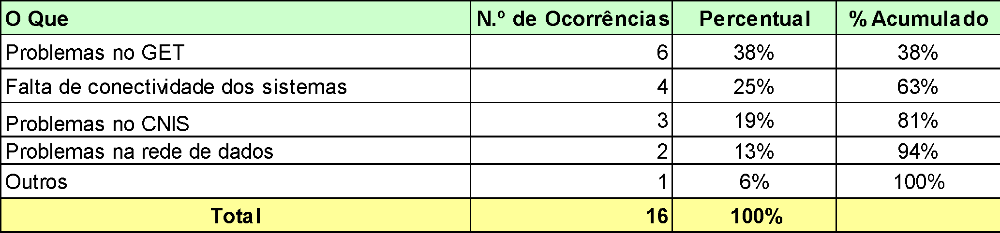 O Que N.º de Ocorrências Percentual % Acumulado
Problemas no GET 6 38% 38%
Falta de conectividade dos sistemas 4 25% 63%
Problemas no CNIS 3 19% 81%
Problemas na rede de dados 2 13% 94%
Outros 1 6% 100%
Total 16 100%